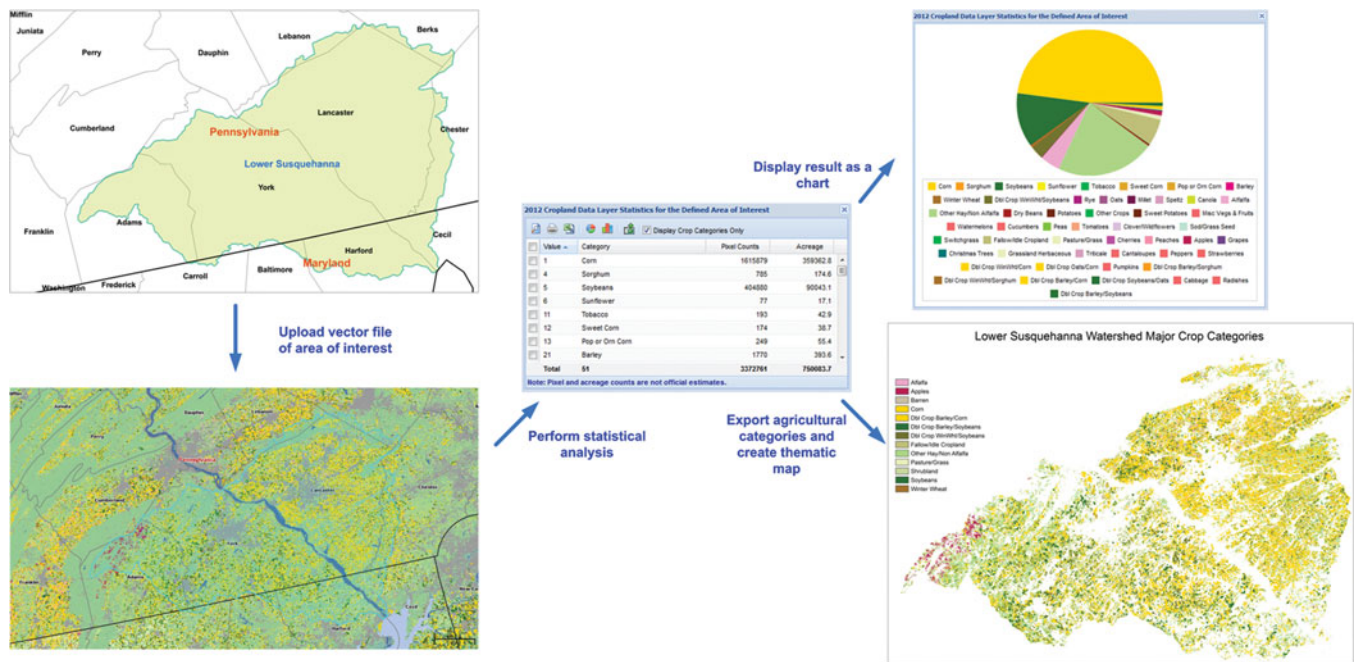 Mifflin
Juniata
Perry
Dauphin
Lebanon
Berks
Lancaster
Cumberland
Pennsylvania
Chester
Lower Susquehanna
York
Adams
Franklin
Cecil
Harford
Maryland
Baltimore
Carroll
Frederick
Washington
Upload vector file
of area of interest
Perry
Dauphin
Lebanon
Cumberland
Lancaster
Chester
York
Franklin
Adams
Cecil
Harford
Perform statistical
analysis
2012 Cropland Data Layer Statistics for the Defined Area of Interest
Display Crop Categories Only
Value Category Pixel Counts Acreage
1 Corn 1615879 359362.8
4 Sorghum 785 174.6
5 Soybeans 404880 90043.1
6 Sunflower 77 17.1
11 Tobacco 193 42.9
12 Sweet Corn 174 38.7
13 Pop or Orn Corn 249 55.4
21 Barley 1770 393.6
Total 51 3372761 750083.7
Note: Pixel and acreage counts are not official estimates.
Display result as a
chart
2012 Cropland Data Layer Statistics for the Defined Area of Interest
Corn Sorghum Soybeans Sunflower Tobacco Sweet Corn Pop or Orn Corn Barley
Winter Wheat Dbl Crop WinWht/Soybeans Rye Oats Millet Speltz Canola Alfalfa
Other Hay/Non Alfalfa Dry Beans Potatoes Other Crops Sweet Potatoes Misc Vegs & Fruits
Watermelons Cucumbers Peas Tomatoes Clover/Wildflowers Sod/Grass Seed
Switchgrass Fallow/Idle Cropland Pasture/Grass Cherries Peaches Apples Grapes
Christmas Trees Grassland Herbaceous Triticale Cantaloupes Peppers Strawberries
Dbl Crop WinWht/Corn Dbl Crop Oats/Corn Pumpkins Dbl Crop Barley/Sorghum
Dbl Crop WinWht/Sorghum Dbl Crop Barley/Corn Dbl Crop Soybeans/Oats Cabbage Radishes
Dbl Crop Barley/Soybeans
Export agricultural
categories and
create thematic
map
Lower Susquehanna Watershed Major Crop Categories
Alfalfa
Apples
Barren
Corn
Dbl Crop Barley/Corn
Dbl Crop Barley/Soybeans
Dbl Crop WinWht/Soybeans
Fallow/Idle Cropland
Other Hay/Non Alfalfa
Pasture/Grass
Shrubland
Soybeans
Winter Wheat